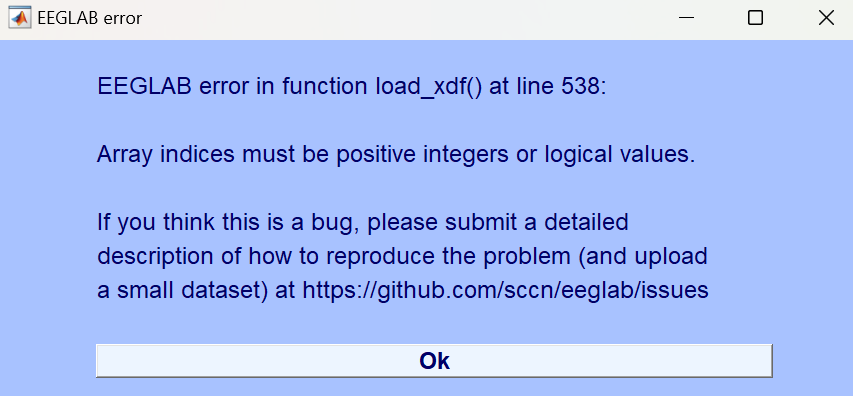 EEGLAB error
EEGLAB error in function load_xdf() at line 538:
Array indices must be positive integers or logical values.
If you think this is a bug, please submit a detailed
description of how to reproduce the problem (and upload
a small dataset) at https://github.com/sccn/eeglab/issues
Ok